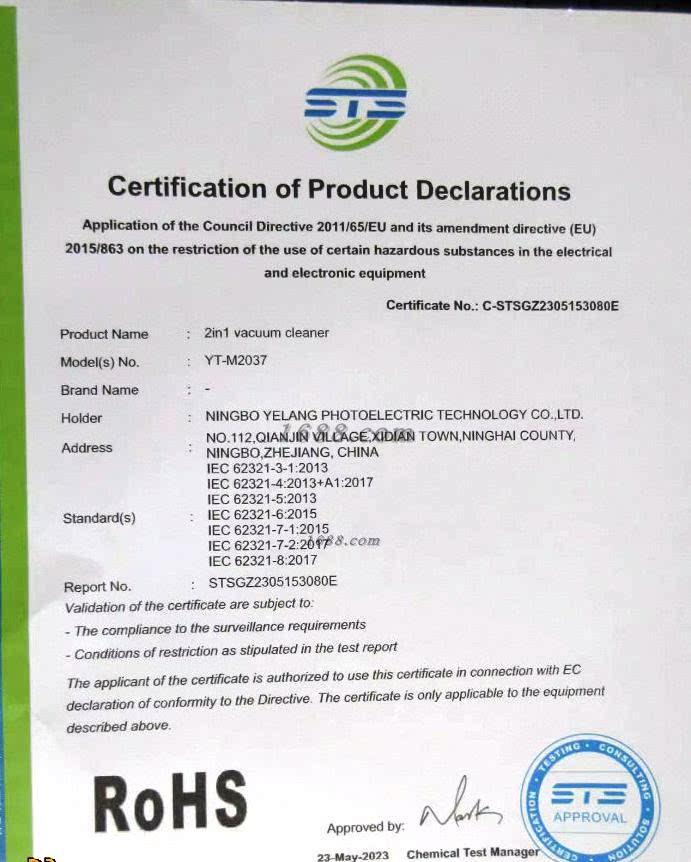 STS
Certification of Product Declarations
Application of the Council Directive 2011/65/EU and its amendment directive (EU)
2015/863 on the restriction of the use of certain hazardous substances in the electrical
and electronic equipment
Certificate No.: C-STSGZ2305153080E
Product Name : 2in1 vacuum cleaner
Model(s) No. : YT-M2037
Brand Name : -
Holder : NINGBO YELANG PHOTOELECTRIC TECHNOLOGY CO.,LTD.
1688.com
Address : NO.112,QIANJIN VILLAGE,XIDIAN TOWN,NINGHAI COUNTY,
NINGBO,ZHEJIANG, CHINA
IEC 62321-3-1:2013
IEC 62321-4:2013+A1:2017
IEC 62321-5:2013
Standard(s) : IEC 62321-6:2015
IEC 62321-7-1:2015
IEC 62321-7-2:2017
1688.com
IEC 62321-8:2017
Report No. : STSGZ2305153080E
Validation of the certificate are subject to:
- The compliance to the surveillance requirements
- Conditions of restriction as stipulated in the test report
The applicant of the certificate is authorized to use this certificate in connection with EC
declaration of conformity to the Directive. The certificate is only applicable to the equipment
described above.
RoHS
Approved by:
23-May-2023 Chemical Test Manager
TESTING · CONSULTING · SOLUTION · CERTIFICATION
STS
APPROVAL